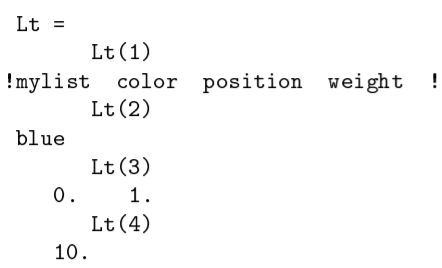 Lt =
Lt(1)
!mylist color position weight !
Lt(2)
blue
Lt(3)
0. 1.
Lt(4)
10.